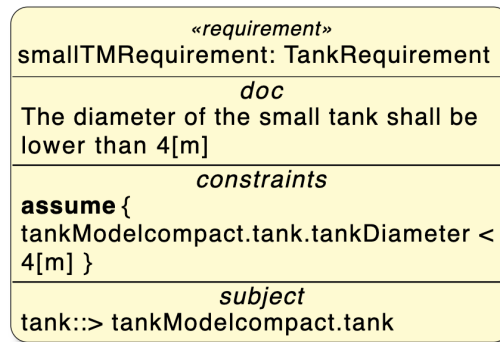 «requirement»
smallTMRequirement: TankRequirement
doc
The diameter of the small tank shall be
lower than 4[m]
constraints
assume {
tankModelcompact.tank.tankDiameter <
4[m] }
subject
tank::> tankModelcompact.tank